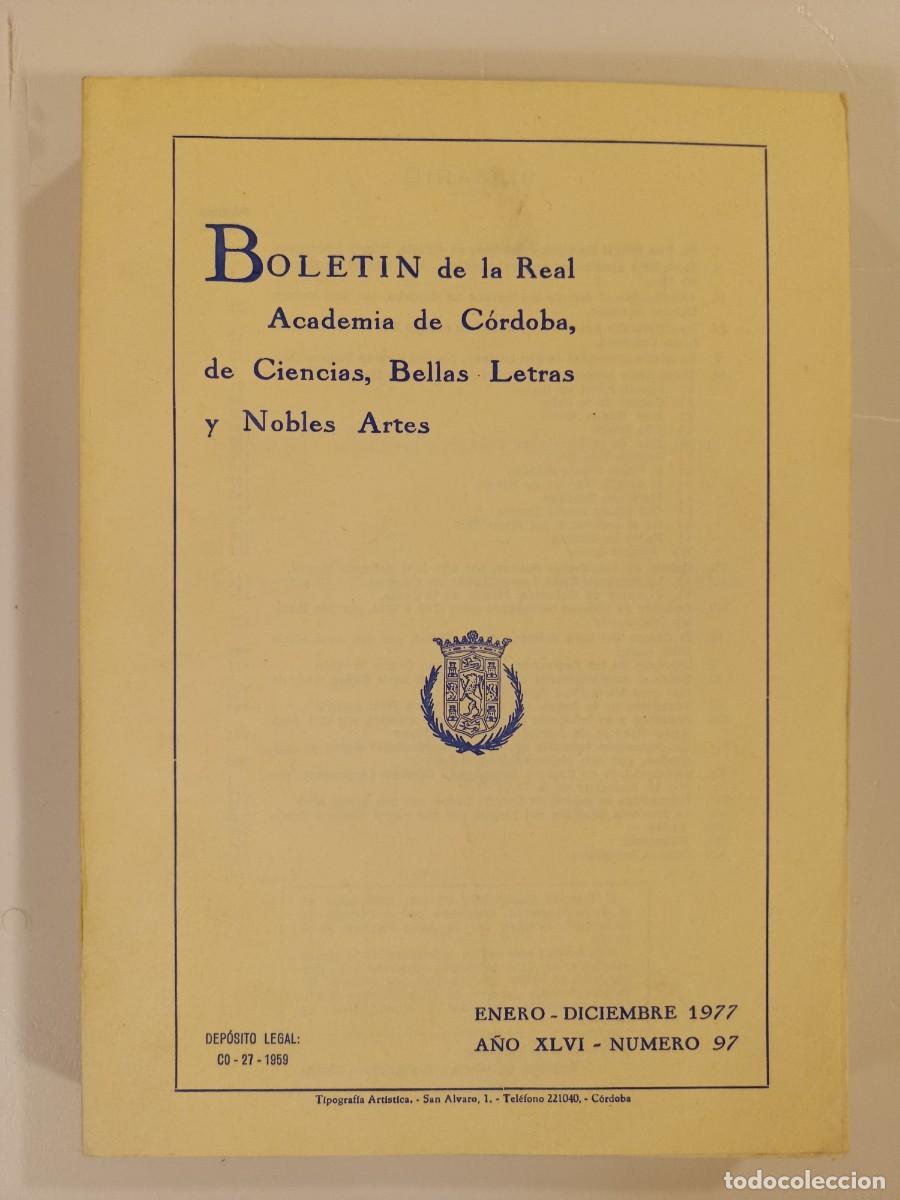 BOLETIN de la Real
Academia de Córdoba,
de Ciencias, Bellas Letras
y Nobles Artes
ENERO - DICIEMBRE 1977
AÑO XLVI - NUMERO 97
DEPÓSITO LEGAL:
CO - 27 - 1959
Tipografía Artística. - San Alvaro, 1. - Teléfono 221040. - Córdoba
todocoleccion